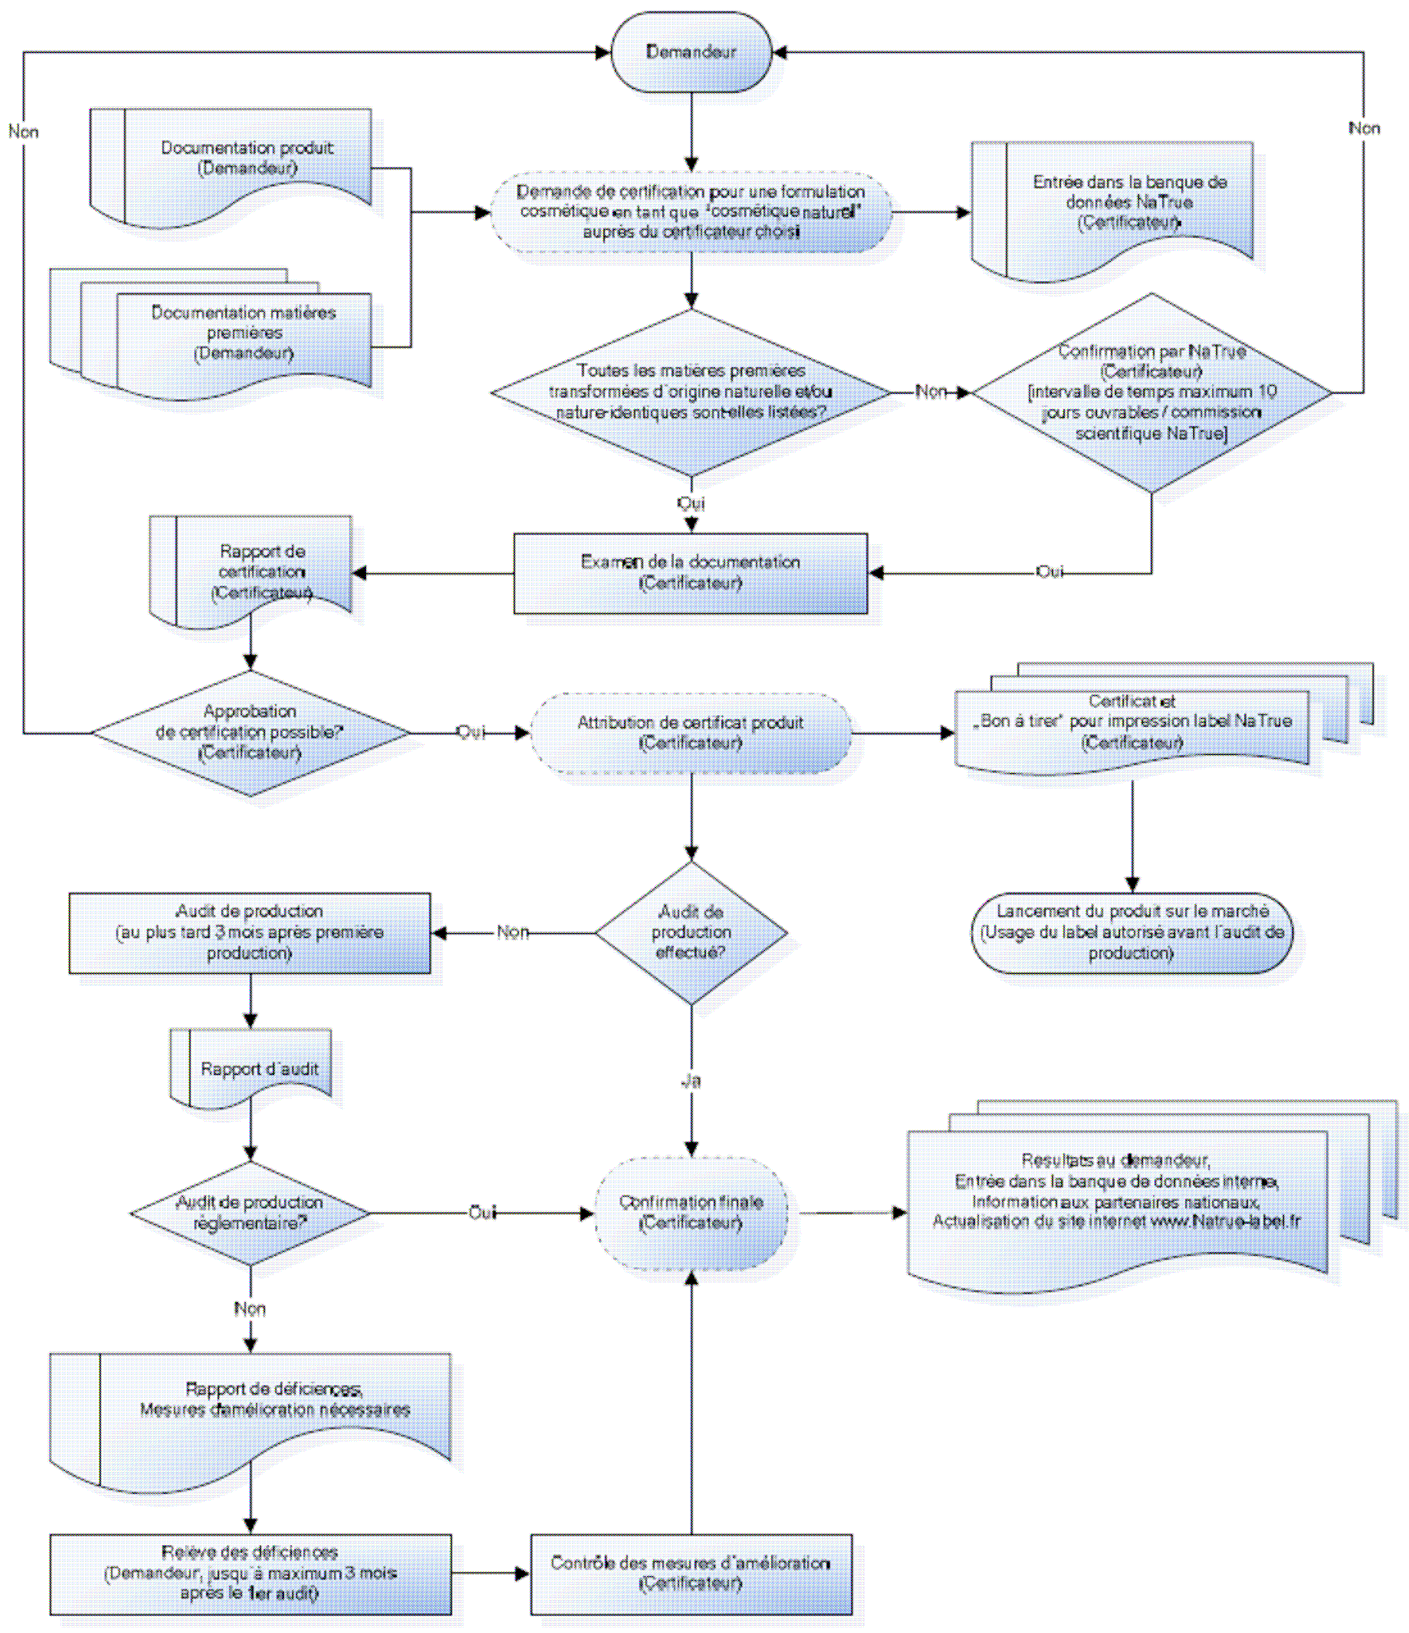 Demandeur
Non
Non
Documentation produit
(Demandeur)
Demande de certification pour une formulation
cosmétique en tant que "cosmétique naturel"
auprès du certificateur choisi
Entrée dans la banque de
données NaTrue
(Certificateur)
Documentation matières
premières
(Demandeur)
Toutes les matières premières
transformées d´origine naturelle et/ou
nature-identiques sont-elles listées?
Non
Confirmation par NaTrue
(Certificateur)
[intervalle de temps maximum 10
jours ouvrables / commission
scientifique NaTrue]
Oui
Rapport de
certification
(Certificateur)
Examen de la documentation
(Certificateur)
Oui
Approbation
de certification possible?
(Certificateur)
Oui
Attribution de certificat produit
(Certificateur)
Certificat et
„Bon à tirer" pour impression label NaTrue
(Certificateur)
Audit de production
(au plus tard 3 mois après première
production)
Non
Audit de
production
effectué?
Lancement du produit sur le marché
(Usage du label autorisé avant l´audit de
production)
Rapport d´audit
Ja
Audit de production
règlementaire?
Oui
Confirmation finale
(Certificateur)
Resultats au demandeur,
Entrée dans la banque de données interne,
Information aux partenaires nationaux,
Actualisation du site internet www.Natrue-label.fr
Non
Rapport de déficiences,
Mesures d'amélioration nécessaires
Relève des déficiences
(Demandeur, jusqu´à maximum 3 mois
après le 1er audit)
Contrôle des mesures d´amélioration
(Certificateur)